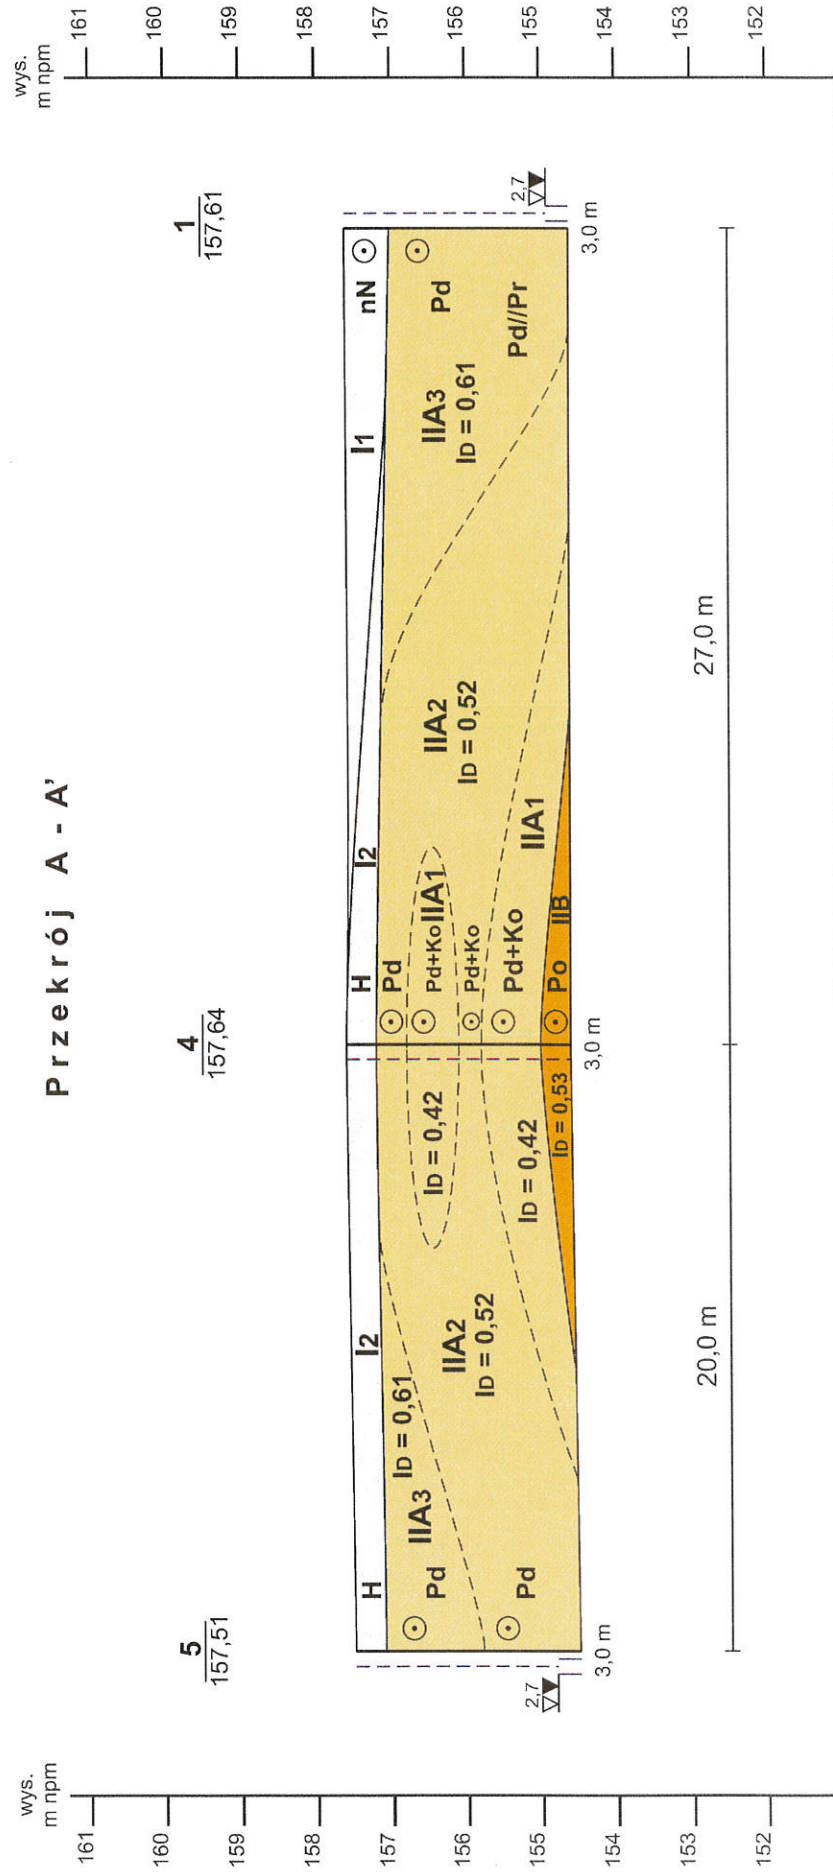 Przekrój A - A'
wys.
m npm
161
160
159
158
157
156
155
154
153
152
5
157,51
4
157,64
1
157,61
wys.
m npm
161
160
159
158
157
156
155
154
153
152
H
I2
H
I2
I1
nN
IIA3
ID = 0,61
Pd
Pd
IIA2
ID = 0,52
ID = 0,42
ID = 0,42
ID = 0,53
Pd
Pd+Ko
IIA1
Pd+Ko
Pd+Ko
IIA1
Po
IIB
IIA2
ID = 0,52
IIA3
ID = 0,61
Pd
Pd//Pr
2,7
3,0 m
3,0 m
2,7
3,0 m
20,0 m
27,0 m